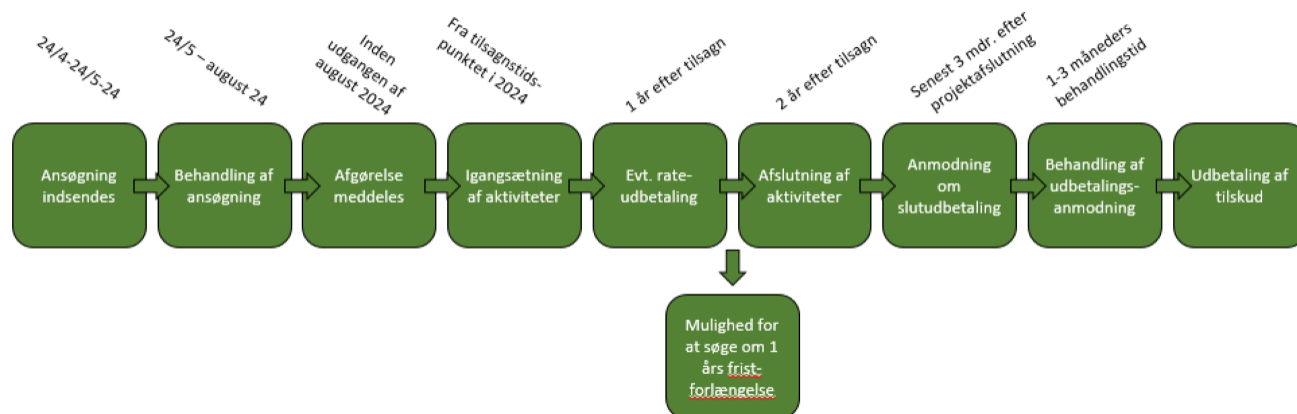 24/4-24/5-24
24/5 – august 24
Inden
udgangen af
august 2024
Fra tilsagnstids-
punktet i 2024
1 år efter tilsagn
2 år efter tilsagn
Senest 3 mdr. efter
projektafslutning
1-3 måneders
behandlingstid
Ansøgning
indsendes
Behandling af
ansøgning
Afgørelse
meddeles
Igangsætning
af aktiviteter
Evt. rate-
udbetaling
Afslutning af
aktiviteter
Anmodning
om
slutudbetaling
Behandling af
udbetalings-
anmodning
Udbetaling af
tilskud
Mulighed for
at søge om 1
års frist-
forlængelse